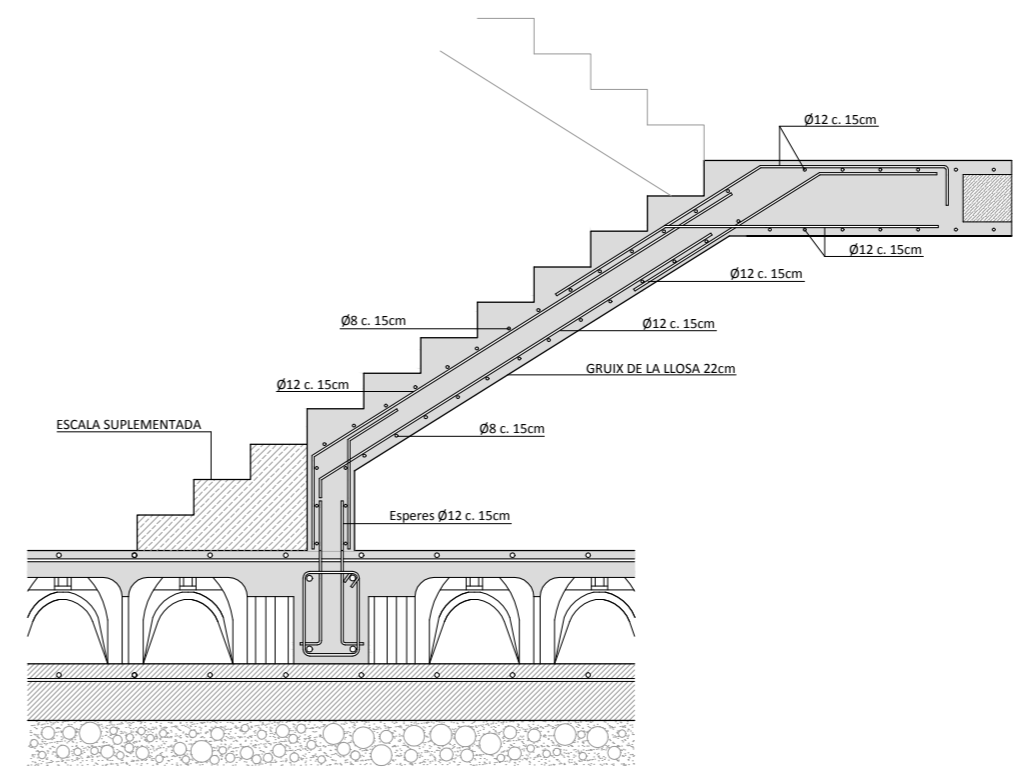 Ø12 c. 15cm
Ø12 c. 15cm
Ø12 c. 15cm
Ø8 c. 15cm
Ø12 c. 15cm
GRUIX DE LA LLOSA 22cm
Ø12 c. 15cm
ESCALA SUPLEMENTADA
Ø8 c. 15cm
Esperes Ø12 c. 15cm